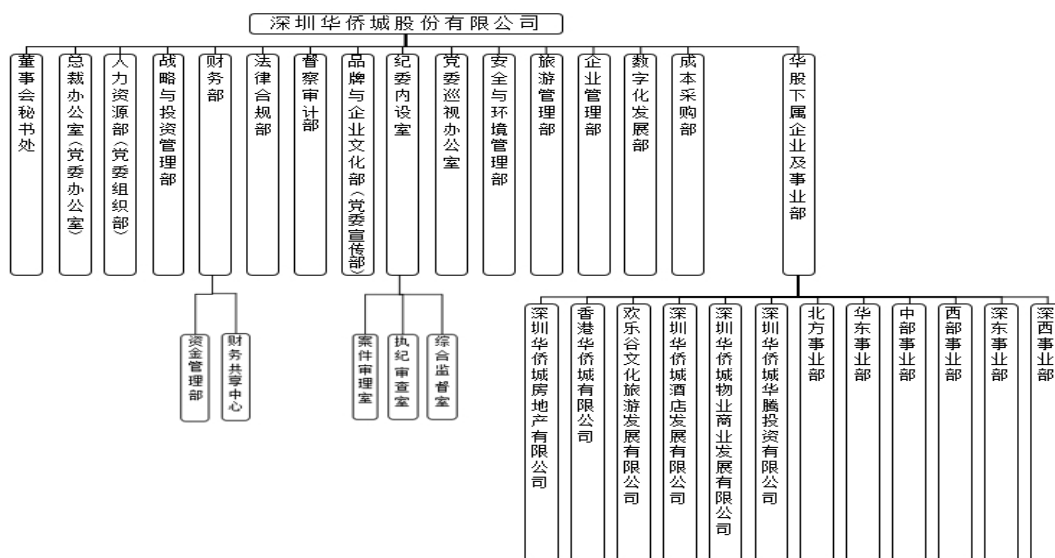 深圳华侨城股份有限公司
董事会秘书处
总裁办公室（党委办公室）
人力资源部（党委组织部）
战略与投资管理部
财务部
法律合规部
督察审计部
品牌与企业文化部（党委宣传部）
纪委内设室
党委巡视办公室
安全与环境管理部
旅游管理部
企业管理部
数字化发展部
成本采购部
华股下属企业及事业部
资金管理部
财务共享中心
案件审理室
执纪审查室
综合监督室
深圳华侨城房地产有限公司
香港华侨城有限公司
欢乐谷文化旅游发展有限公司
深圳华侨城酒店发展有限公司
深圳华侨城物业商业发展有限公司
深圳华侨城华腾投资有限公司
北方事业部
华东事业部
中部事业部
西部事业部
深东事业部
深西事业部